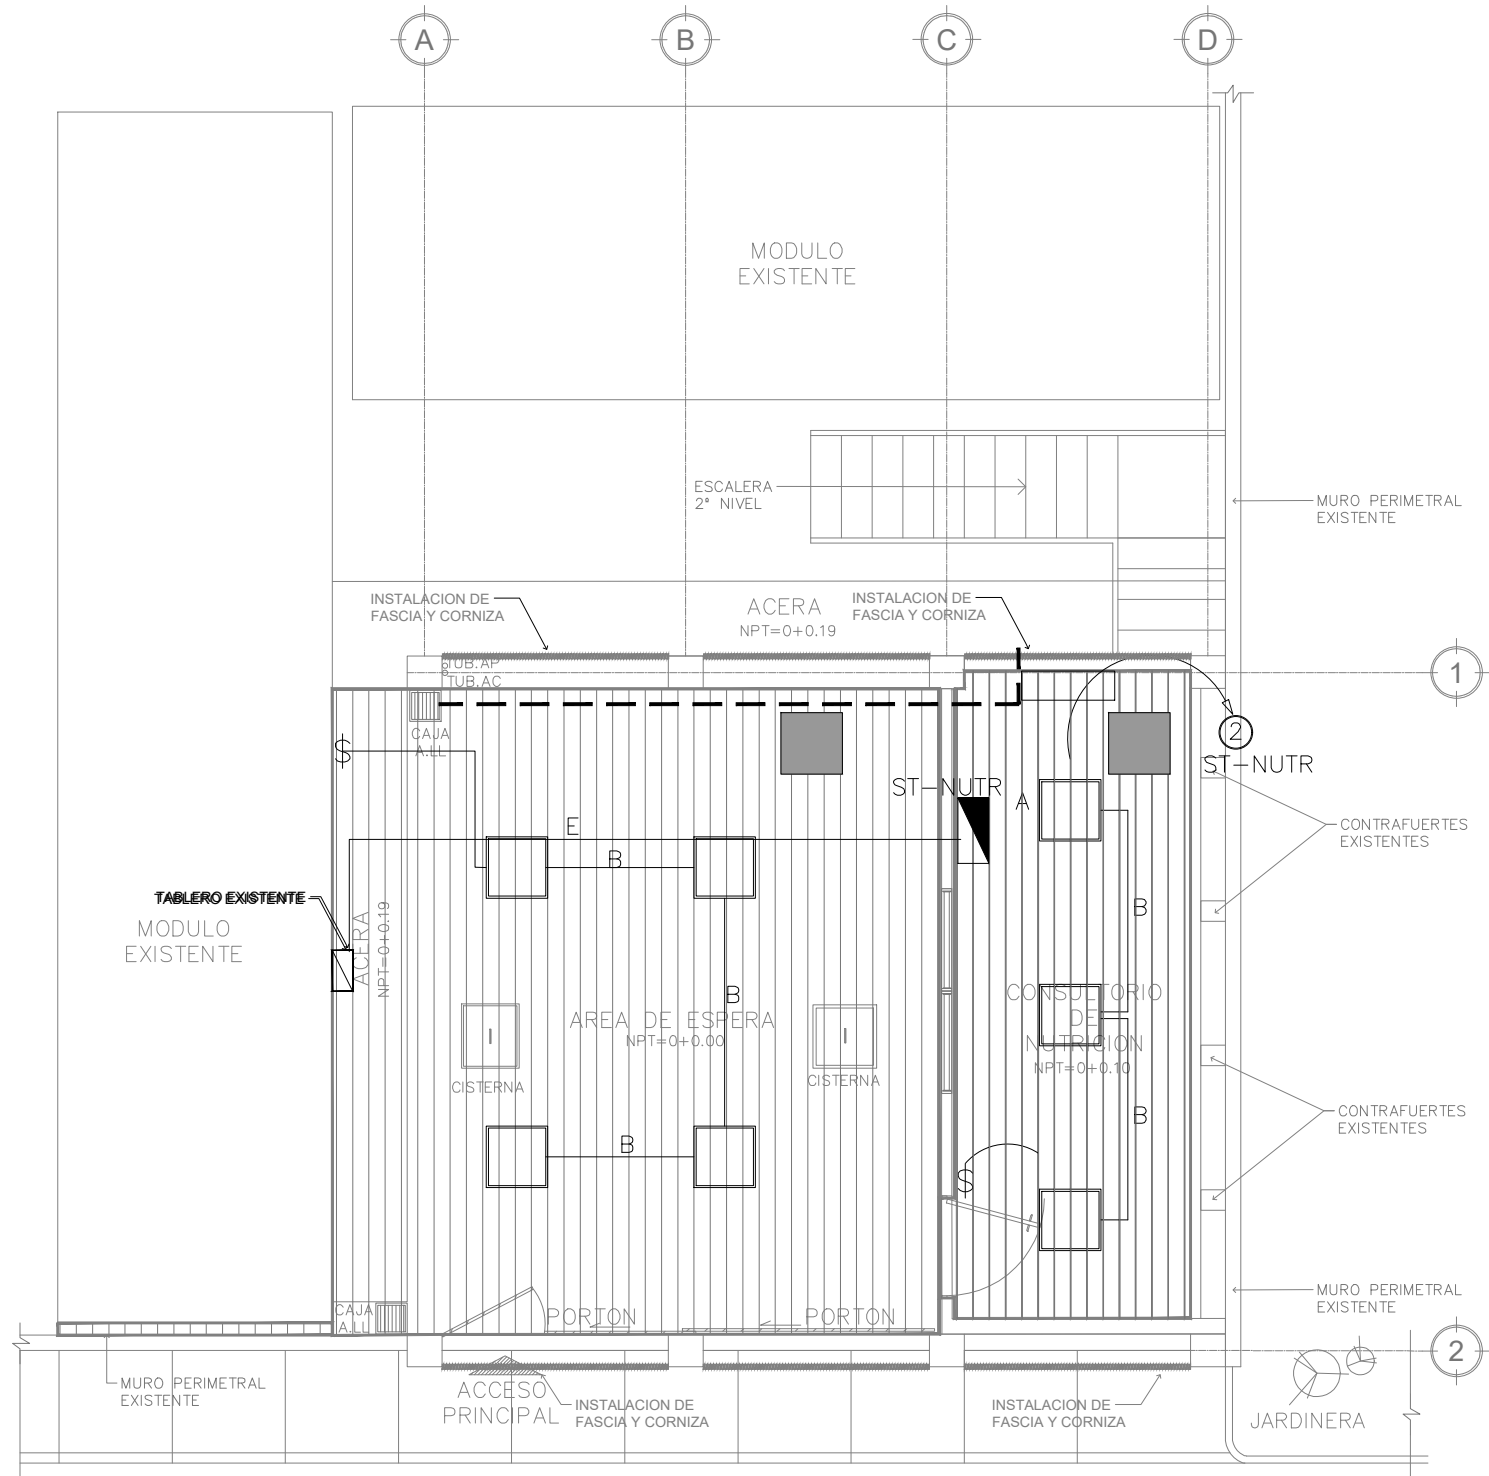 A
B
C
D
MODULO
EXISTENTE
ESCALERA
2° NIVEL
MURO PERIMETRAL
EXISTENTE
INSTALACION DE
FASCIA Y CORNIZA
ACERA
NPT=0+0.19
INSTALACION DE
FASCIA Y CORNIZA
TUB.AP
TUB.AC
1
CAJA
A.LL
S
2
ST-NUTR
ST-NUTR
A
E
B
CONTRAFUERTES
EXISTENTES
TABLERO EXISTENTE
MODULO
EXISTENTE
ACERA
NPT=0+0.19
B
B
AREA DE ESPERA
NPT=0+0.00
CONSULTORIO
DE
NUTRICION
NPT=0+0.10
I
I
CISTERNA
CISTERNA
B
B
CONTRAFUERTES
EXISTENTES
S
MURO PERIMETRAL
EXISTENTE
CAJA
A.LL
PORTON
PORTON
2
MURO PERIMETRAL
EXISTENTE
ACCESO
PRINCIPAL
INSTALACION DE
FASCIA Y CORNIZA
INSTALACION DE
FASCIA Y CORNIZA
JARDINERA